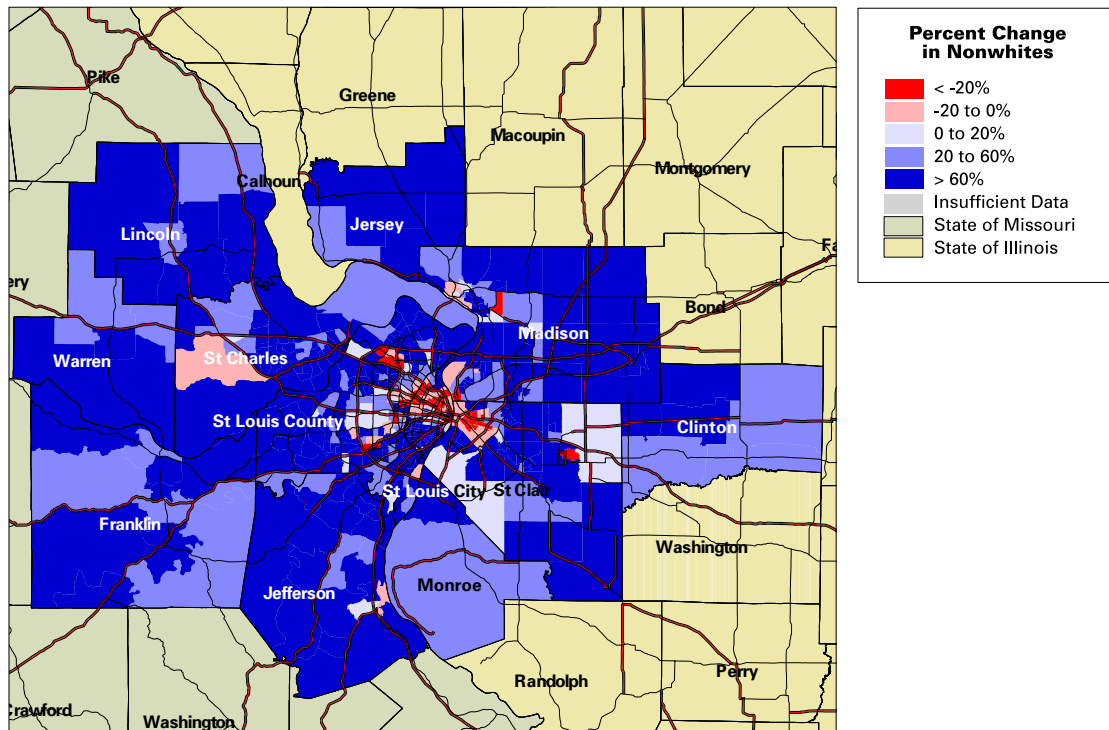 Percent Change
in Nonwhites
< -20%
-20 to 0%
0 to 20%
20 to 60%
> 60%
Insufficient Data
State of Missouri
State of Illinois
Pike
Greene
Macoupin
Montgomery
Calhoun
Jersey
Lincoln
Fa
ery
Bond
Madison
Warren
St Charles
St Louis County
Clinton
St Louis City
St Clair
Franklin
Washington
Jefferson
Monroe
Randolph
Perry
Crawford
Washington